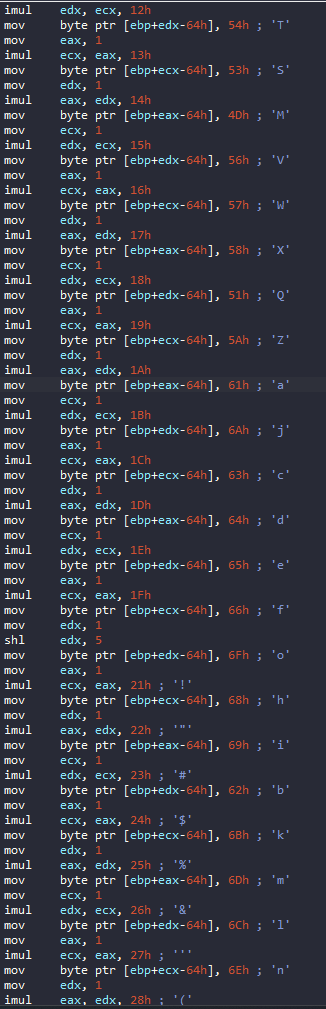 imul edx, ecx, 12h
mov byte ptr [ebp+edx-64h], 54h ; 'T'
mov eax, 1
imul ecx, eax, 13h
mov byte ptr [ebp+ecx-64h], 53h ; 'S'
mov edx, 1
imul eax, edx, 14h
mov byte ptr [ebp+eax-64h], 4Dh ; 'M'
mov ecx, 1
imul edx, ecx, 15h
mov byte ptr [ebp+edx-64h], 56h ; 'V'
mov eax, 1
imul ecx, eax, 16h
mov byte ptr [ebp+ecx-64h], 57h ; 'W'
mov edx, 1
imul eax, edx, 17h
mov byte ptr [ebp+eax-64h], 58h ; 'X'
mov ecx, 1
imul edx, ecx, 18h
mov byte ptr [ebp+edx-64h], 51h ; 'Q'
mov eax, 1
imul ecx, eax, 19h
mov byte ptr [ebp+ecx-64h], 5Ah ; 'Z'
mov edx, 1
imul eax, edx, 1Ah
mov byte ptr [ebp+eax-64h], 61h ; 'a'
mov ecx, 1
imul edx, ecx, 1Bh
mov byte ptr [ebp+edx-64h], 6Ah ; 'j'
mov eax, 1
imul ecx, eax, 1Ch
mov byte ptr [ebp+ecx-64h], 63h ; 'c'
mov edx, 1
imul eax, edx, 1Dh
mov byte ptr [ebp+eax-64h], 64h ; 'd'
mov ecx, 1
imul edx, ecx, 1Eh
mov byte ptr [ebp+edx-64h], 65h ; 'e'
mov eax, 1
imul ecx, eax, 1Fh
mov byte ptr [ebp+ecx-64h], 66h ; 'f'
mov edx, 1
shl edx, 5
mov byte ptr [ebp+edx-64h], 6Fh ; 'o'
mov eax, 1
imul ecx, eax, 21h ; '!'
mov byte ptr [ebp+ecx-64h], 68h ; 'h'
mov edx, 1
imul eax, edx, 22h ; '"'
mov byte ptr [ebp+eax-64h], 69h ; 'i'
mov ecx, 1
imul edx, ecx, 23h ; '#'
mov byte ptr [ebp+edx-64h], 62h ; 'b'
mov eax, 1
imul ecx, eax, 24h ; '$'
mov byte ptr [ebp+ecx-64h], 6Bh ; 'k'
mov edx, 1
imul eax, edx, 25h ; '%'
mov byte ptr [ebp+eax-64h], 6Dh ; 'm'
mov ecx, 1
imul edx, ecx, 26h ; '&'
mov byte ptr [ebp+edx-64h], 6Ch ; 'l'
mov eax, 1
imul ecx, eax, 27h ; '''
mov byte ptr [ebp+ecx-64h], 6Eh ; 'n'
mov edx, 1
imul eax, edx, 28h ; '('